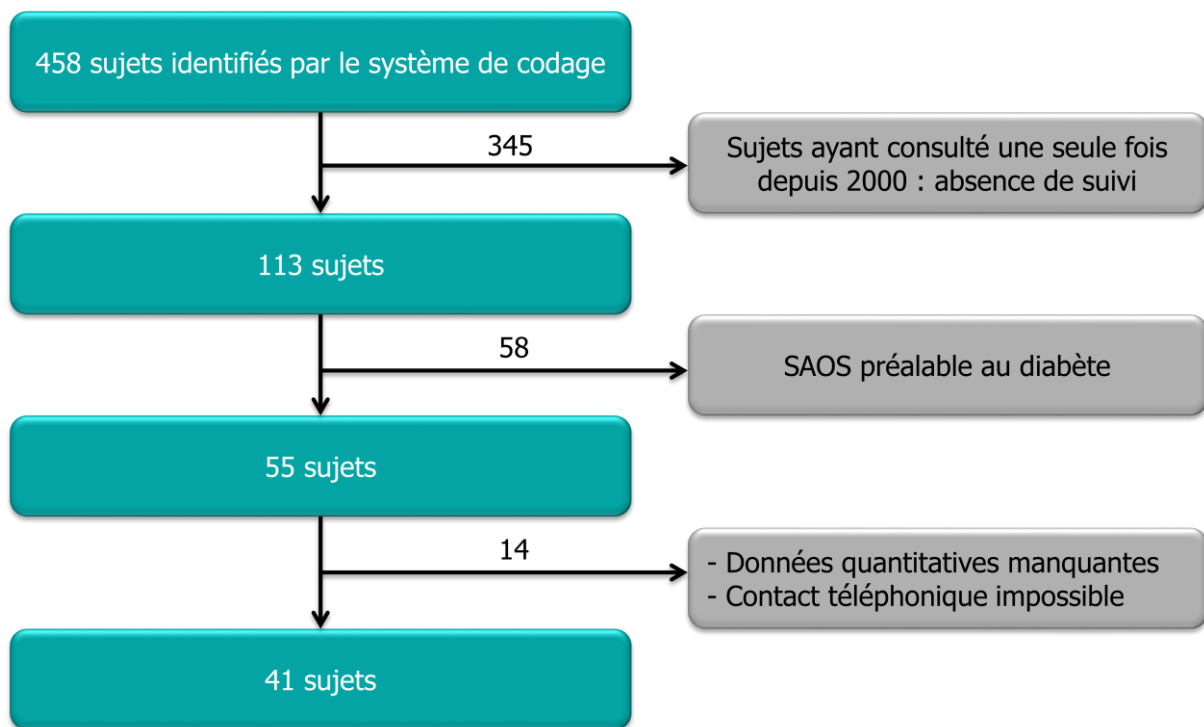 458 sujets identifiés par le système de codage
345
Sujets ayant consulté une seule fois
depuis 2000 : absence de suivi
113 sujets
58
SAOS préalable au diabète
55 sujets
14
- Données quantitatives manquantes
- Contact téléphonique impossible
41 sujets